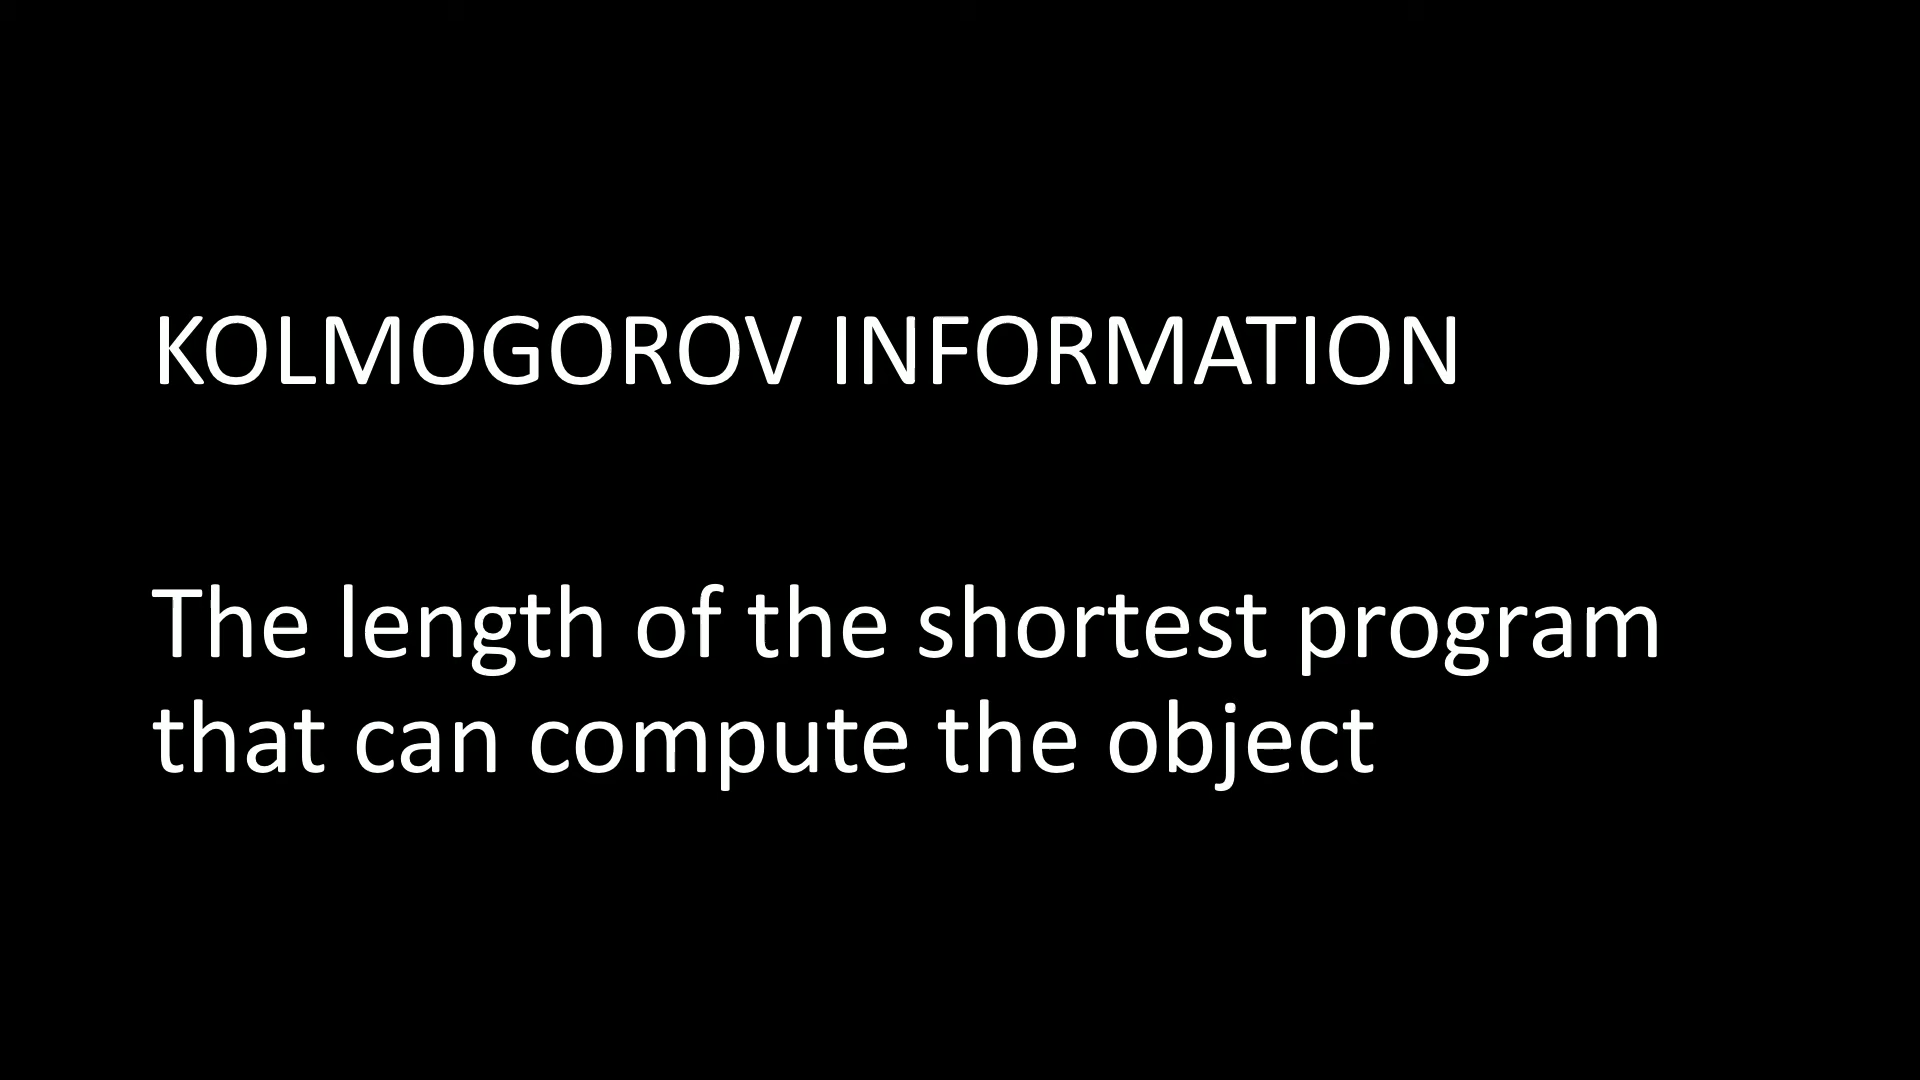 KOLMOGOROV INFORMATION
The length of the shortest program
that can compute the object